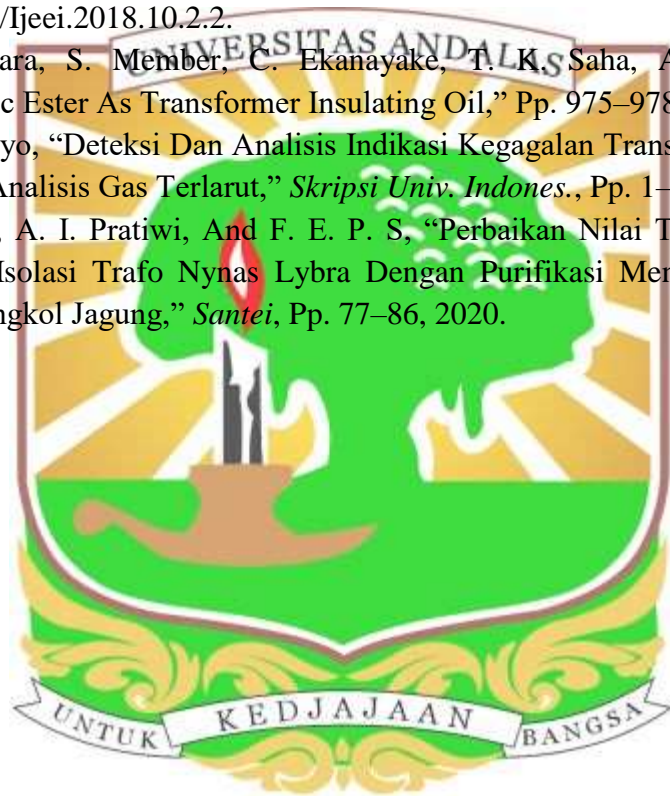 /Ijeei.2018.10.2.2.
UNIVERSITAS ANDALAS
ara, S. Member, C. Ekanayake, T. K. Saha, A
c Ester As Transformer Insulating Oil,” Pp. 975–978
yo, “Deteksi Dan Analisis Indikasi Kegagalan Trans
Analisis Gas Terlarut,” Skripsi Univ. Indones., Pp. 1–
, A. I. Pratiwi, And F. E. P. S, “Perbaikan Nilai T
Isolasi Trafo Nynas Lybra Dengan Purifikasi Men
ngkol Jagung,” Santei, Pp. 77–86, 2020.
UNTUK KEDJAJAAN BANGSA